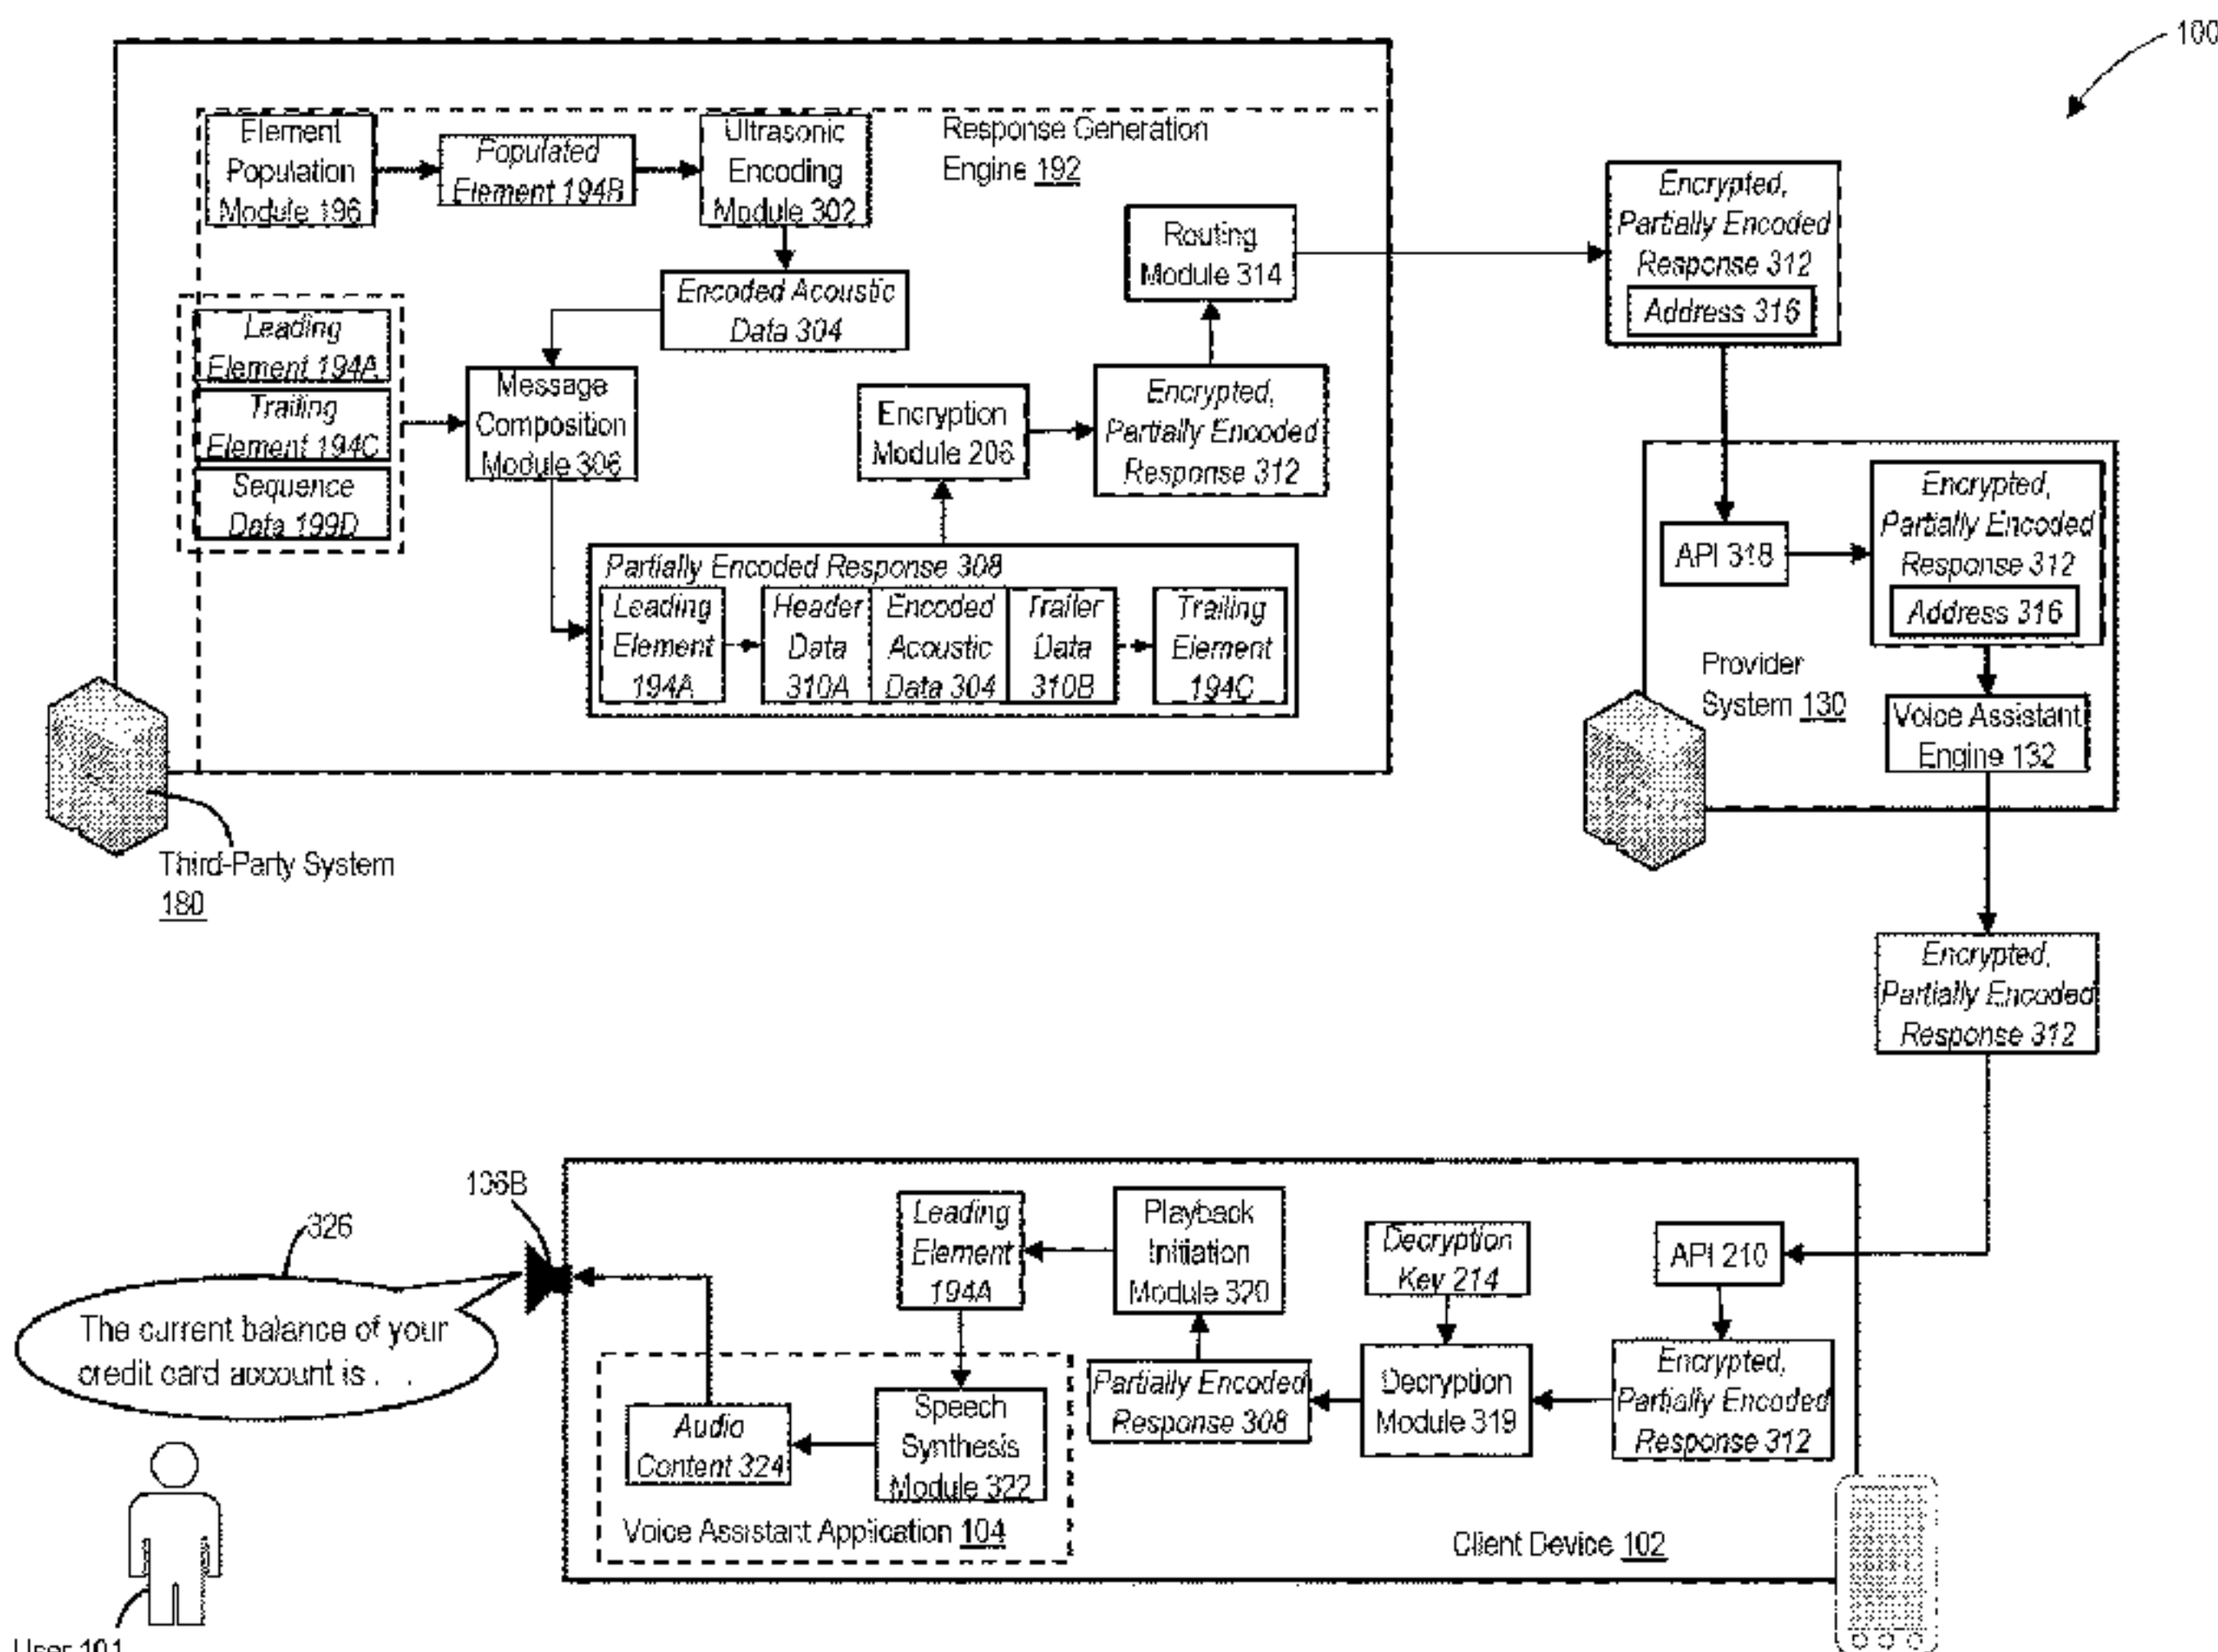 100
Element
Population
Module 196
Populated
Element 194B
Ultrasonic
Encoding
Module 302
Response Generation
Engine 192
Encoded Acoustic
Data 304
Leading
Element 194A
Trailing
Element 194C
Sequence
Data 199D
Message
Composition
Module 306
Encryption
Module 206
Encrypted,
Partially Encoded
Response 312
Routing
Module 314
Partially Encoded Response 308
Leading
Element
194A
Header
Data
310A
Encoded
Acoustic
Data 304
Trailer
Data
310B
Trailing
Element
194C
Third-Party System
180
Encrypted,
Partially Encoded
Response 312
Address 316
API 318
Encrypted,
Partially Encoded
Response 312
Address 316
Provider
System 130
Voice Assistant
Engine 132
Encrypted,
Partially Encoded
Response 312
API 210
Encrypted,
Partially Encoded
Response 312
Decryption
Key 214
Decryption
Module 319
Partially Encoded
Response 308
Playback
Initiation
Module 320
Leading
Element
194A
Speech
Synthesis
Module 322
Audio
Content 324
Voice Assistant Application 104
Client Device 102
106B
326
The current balance of your
credit card account is . . .
User 101